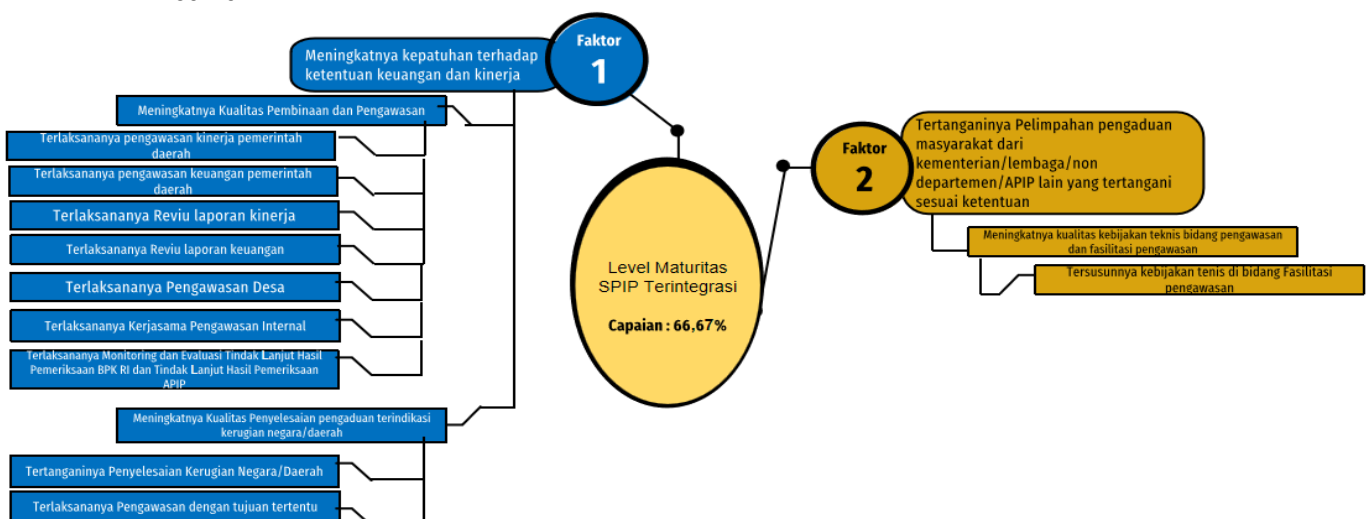 Faktor
1
Meningkatnya kepatuhan terhadap
ketentuan keuangan dan kinerja
Meningkatnya Kualitas Pembinaan dan Pengawasan
Terlaksananya pengawasan kinerja pemerintah
daerah
Terlaksananya pengawasan keuangan pemerintah
daerah
Terlaksananya Reviu laporan kinerja
Terlaksananya Reviu laporan keuangan
Terlaksananya Pengawasan Desa
Terlaksananya Kerjasama Pengawasan Internal
Terlaksananya Monitoring dan Evaluasi Tindak Lanjut Hasil
Pemeriksaan BPK RI dan Tindak Lanjut Hasil Pemeriksaan
APIP
Meningkatnya Kualitas Penyelesaian pengaduan terindikasi
kerugian negara/daerah
Tertanganinya Penyelesaian Kerugian Negara/Daerah
Terlaksananya Pengawasan dengan tujuan tertentu
Level Maturitas
SPIP Terintegrasi
Capaian : 66,67%
Faktor
2
Tertanganinya Pelimpahan pengaduan
masyarakat dari
kementerian/lembaga/non
departemen/APIP lain yang tertangani
sesuai ketentuan
Meningkatnya kualitas kebijakan teknis bidang pengawasan
dan fasilitasi pengawasan
Tersusunnya kebijakan tenis di bidang Fasilitasi
pengawasan